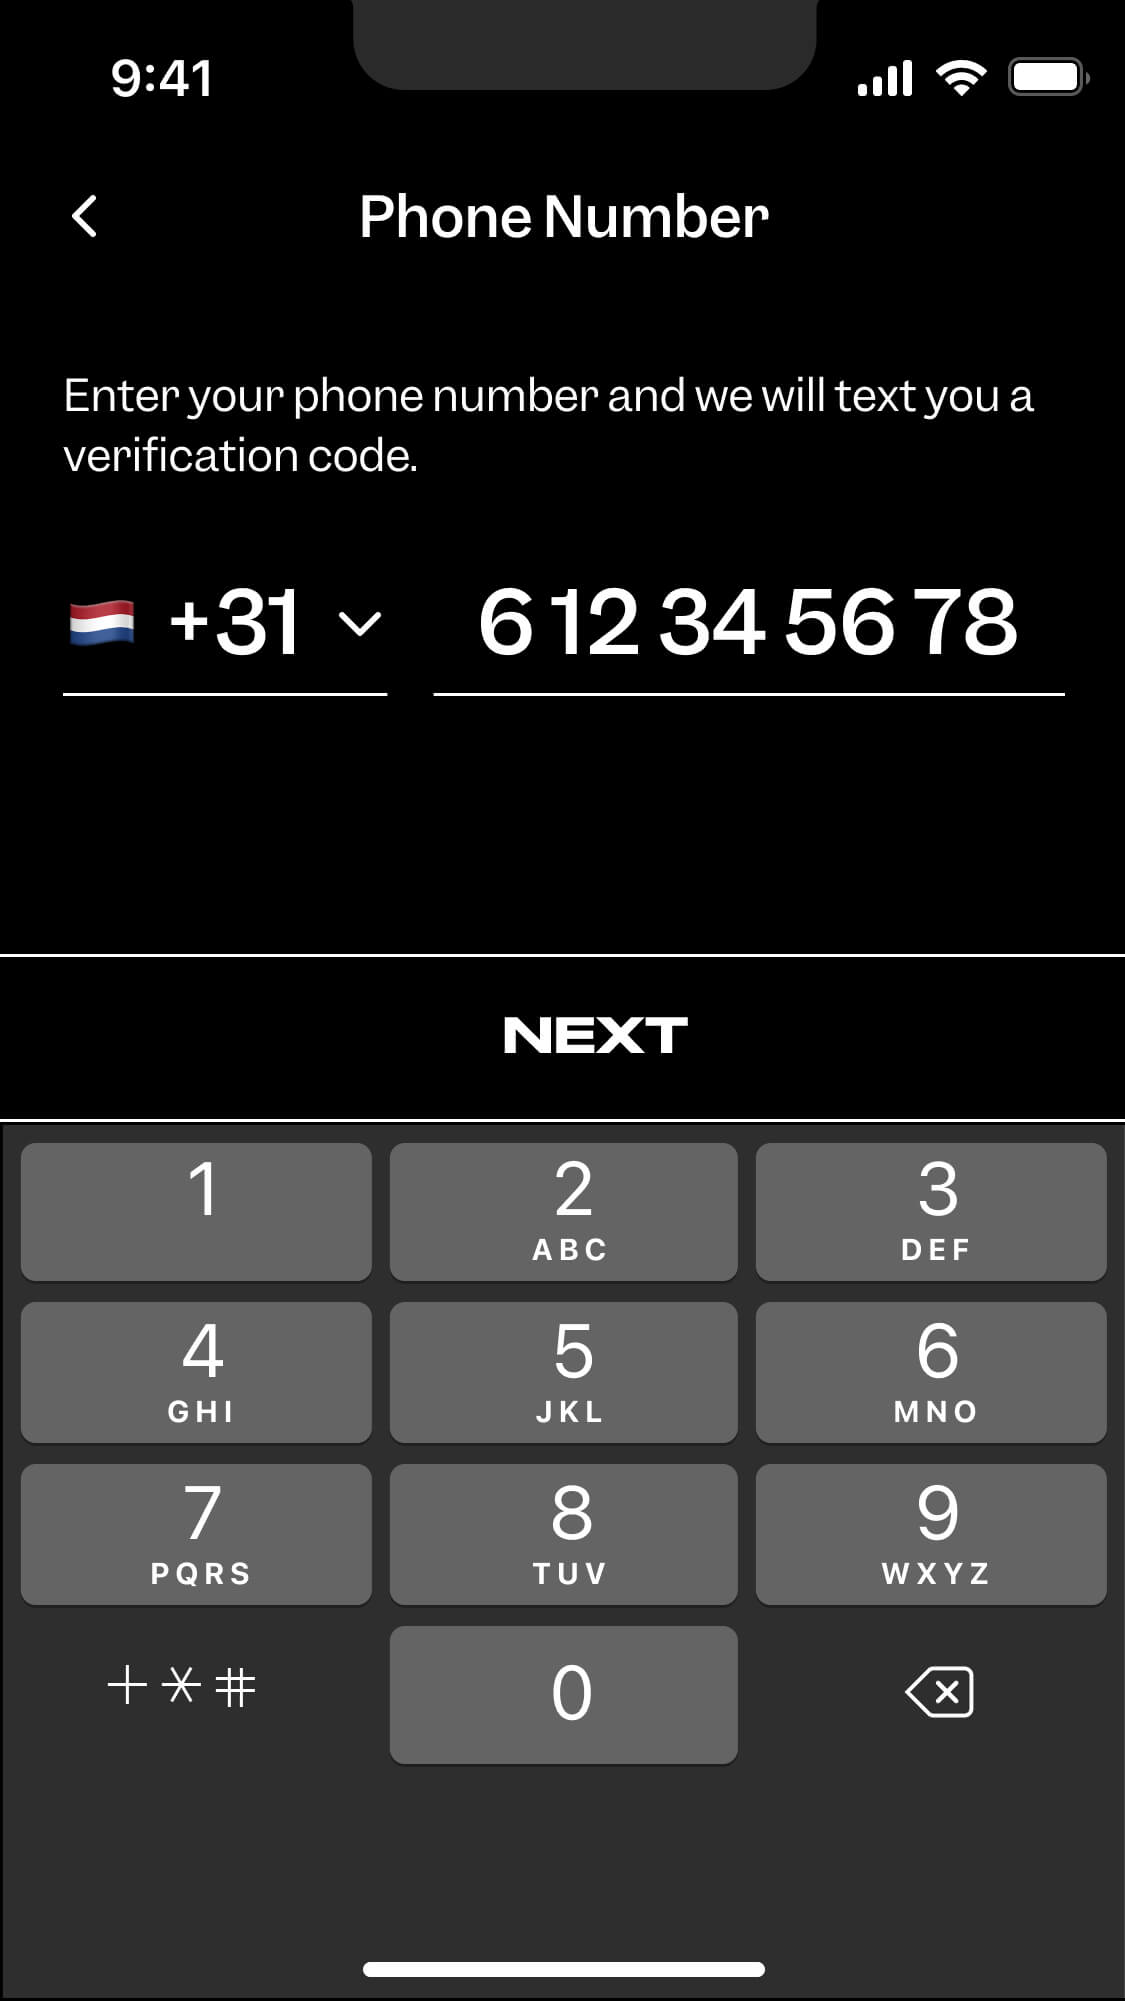 9:41
Phone Number
Enter your phone number and we will text you a
verification code.
+31 6 12 34 56 78
NEXT
1 2 3
ABC DEF
4 5 6
GHI JKL MNO
7 8 9
PQRS TUV WXYZ
+*# 0